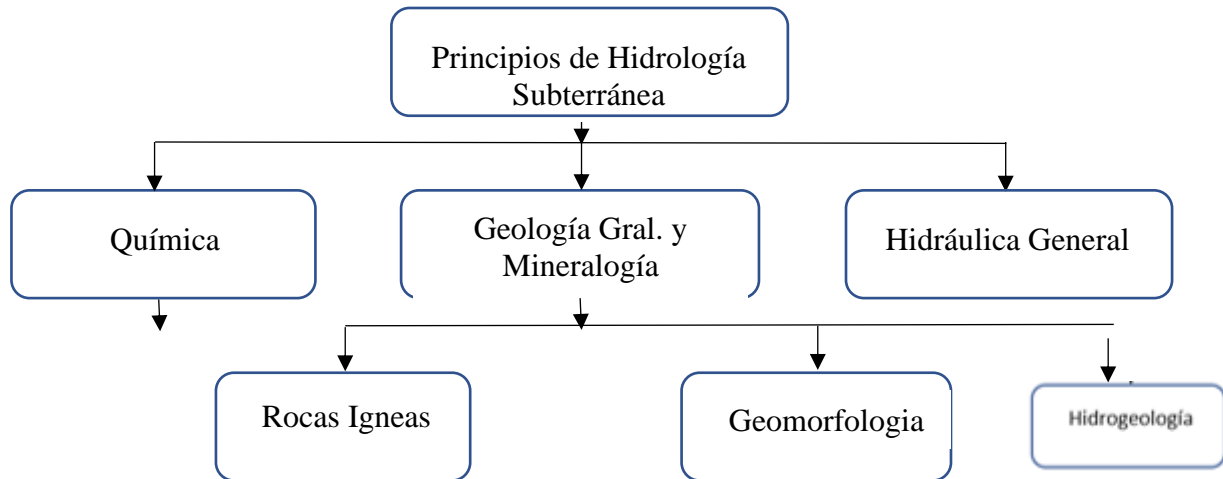 Principios de Hidrología
Subterránea
Química
Geología Gral. y
Mineralogía
Hidráulica General
Rocas Igneas
Geomorfologia
Hidrogeología